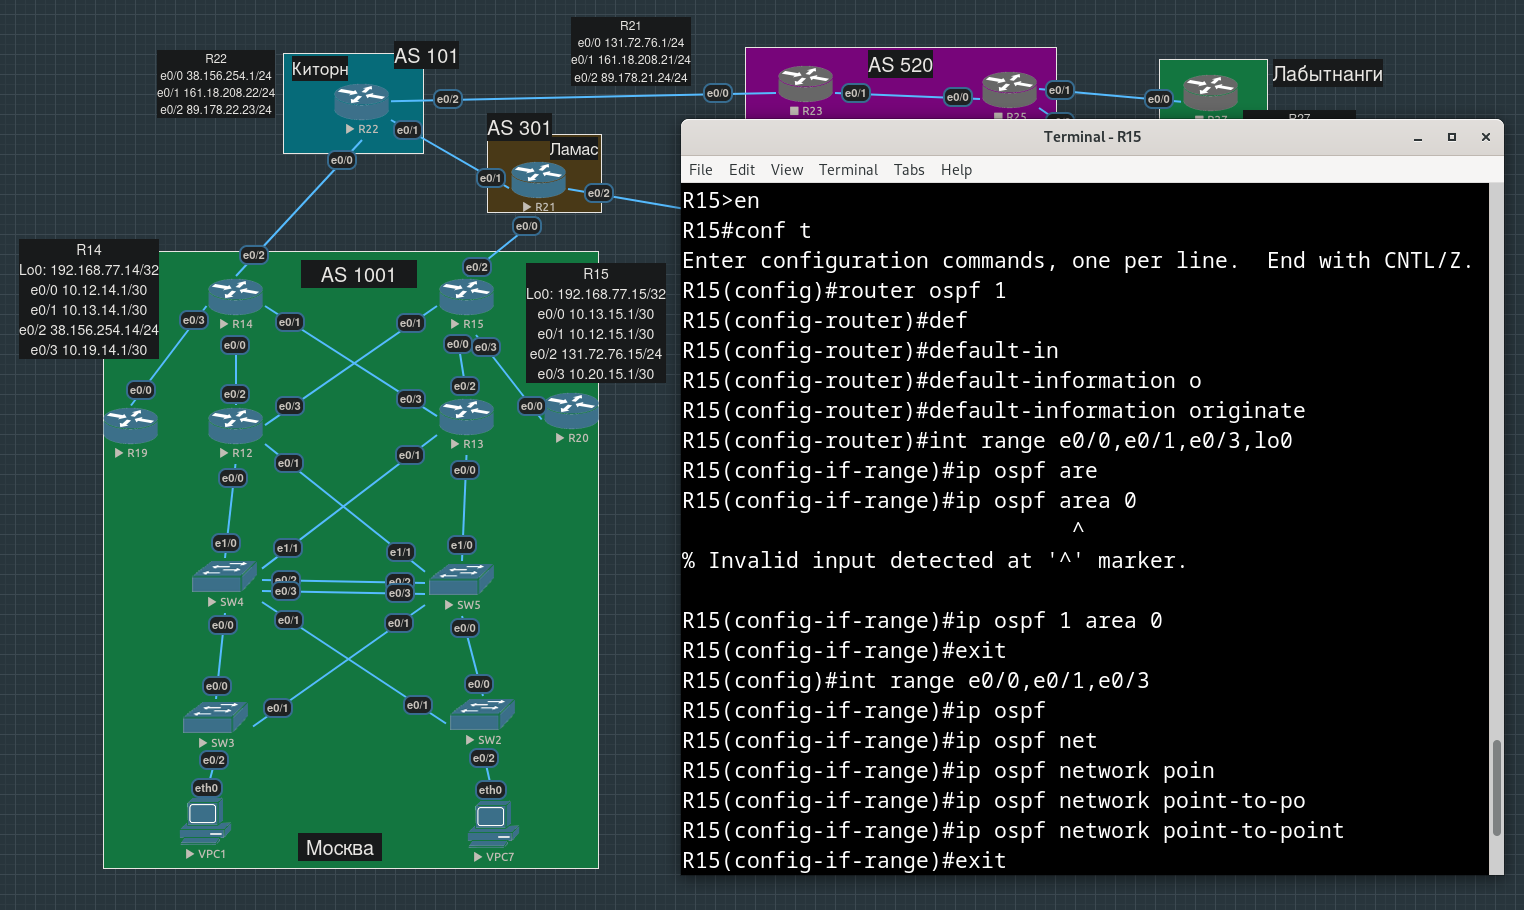 R22
e0/0 38.156.254.1/24
e0/1 161.18.208.22/24
e0/2 89.178.22.23/24
Киторн
AS 101
R22
e0/2
e0/1
e0/0
R21
e0/0 131.72.76.1/24
e0/1 161.18.208.21/24
e0/2 89.178.21.24/24
AS 301
Ламас
e0/1
e0/2
R21
e0/0
AS 520
e0/0
R23
e0/1
e0/0
R25
e0/1
Лабытнанги
e0/0
R27
R27
R14
Lo0: 192.168.77.14/32
e0/0 10.12.14.1/30
e0/1 10.13.14.1/30
e0/2 38.156.254.14/24
e0/3 10.19.14.1/30
AS 1001
R15
Lo0: 192.168.77.15/32
e0/0 10.13.15.1/30
e0/1 10.12.15.1/30
e0/2 131.72.76.15/24
e0/3 10.20.15.1/30
e0/2
e0/2
e0/3
R14
e0/1
e0/1
R15
e0/0
e0/0
e0/3
e0/0
e0/2
e0/3
e0/3
e0/2
e0/0
R19
R12
R13
R20
e0/1
e0/1
e0/0
e0/0
e1/0
e1/1
e1/1
e1/0
e0/2
e0/2
e0/3
e0/3
SW4
SW5
e0/0
e0/1
e0/1
e0/0
e0/0
e0/0
e0/1
e0/1
SW3
SW2
e0/2
e0/2
eth0
eth0
VPC1
VPC7
Москва
Terminal - R15
File Edit View Terminal Tabs Help
R15>en
R15#conf t
Enter configuration commands, one per line.  End with CNTL/Z.
R15(config)#router ospf 1
R15(config-router)#def
R15(config-router)#default-in
R15(config-router)#default-information o
R15(config-router)#default-information originate
R15(config-router)#int range e0/0,e0/1,e0/3,lo0
R15(config-if-range)#ip ospf are
R15(config-if-range)#ip ospf area 0
^
% Invalid input detected at '^' marker.
R15(config-if-range)#ip ospf 1 area 0
R15(config-if-range)#exit
R15(config)#int range e0/0,e0/1,e0/3
R15(config-if-range)#ip ospf
R15(config-if-range)#ip ospf net
R15(config-if-range)#ip ospf network poin
R15(config-if-range)#ip ospf network point-to-po
R15(config-if-range)#ip ospf network point-to-point
R15(config-if-range)#exit